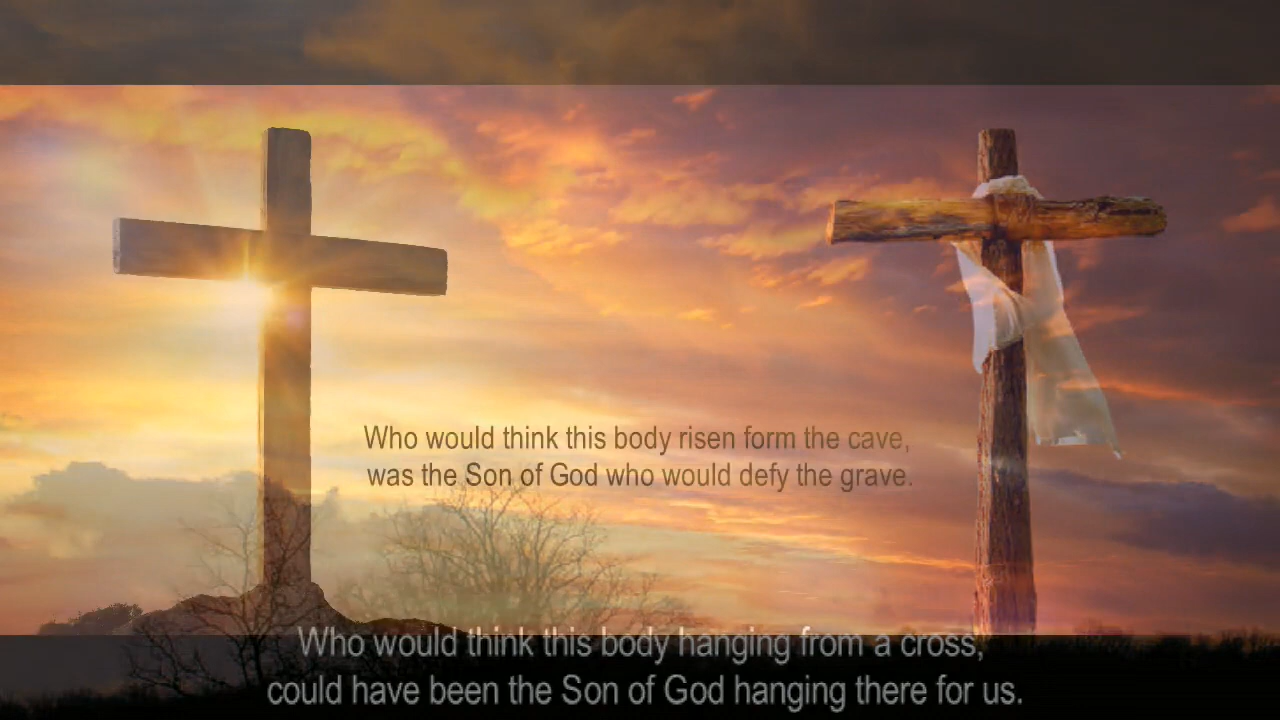 Who would think this body risen form the cave,
was the Son of God who would defy the grave.
Who would think this body hanging from a cross,
could have been the Son of God hanging there for us.